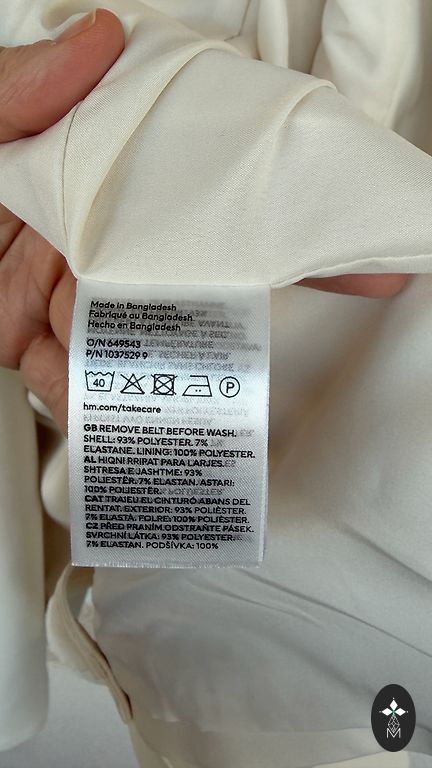 Made in Bangladesh
Fabriqué au Bangladesh
Hecho en Bangladesh
O/N 649543
P/N 1037529 9
40
P
hm.com/takecare
GB REMOVE BELT BEFORE WASH.
SHELL: 93% POLYESTER. 7%
ELASTANE. LINING: 100% POLYESTER.
AL HIQNI RRIPAT PARA LARJES.
SHTRESA E JASHTME: 93%
POLIESTËR. 7% ELASTAN. ASTARI:
100% POLIESTËR.
CAT TRAIEU EL CINTURÓ ABANS DEL
RENTAT. EXTERIOR: 93% POLIÈSTER.
7% ELASTÀ. FOLRE: 100% POLIÈSTER.
CZ PŘED PRANÍM ODSTRAŇTE PÁSEK.
SVRCHNÍ LÁTKA: 93% POLYESTER.
7% ELASTAN. PODŠÍVKA: 100%
M